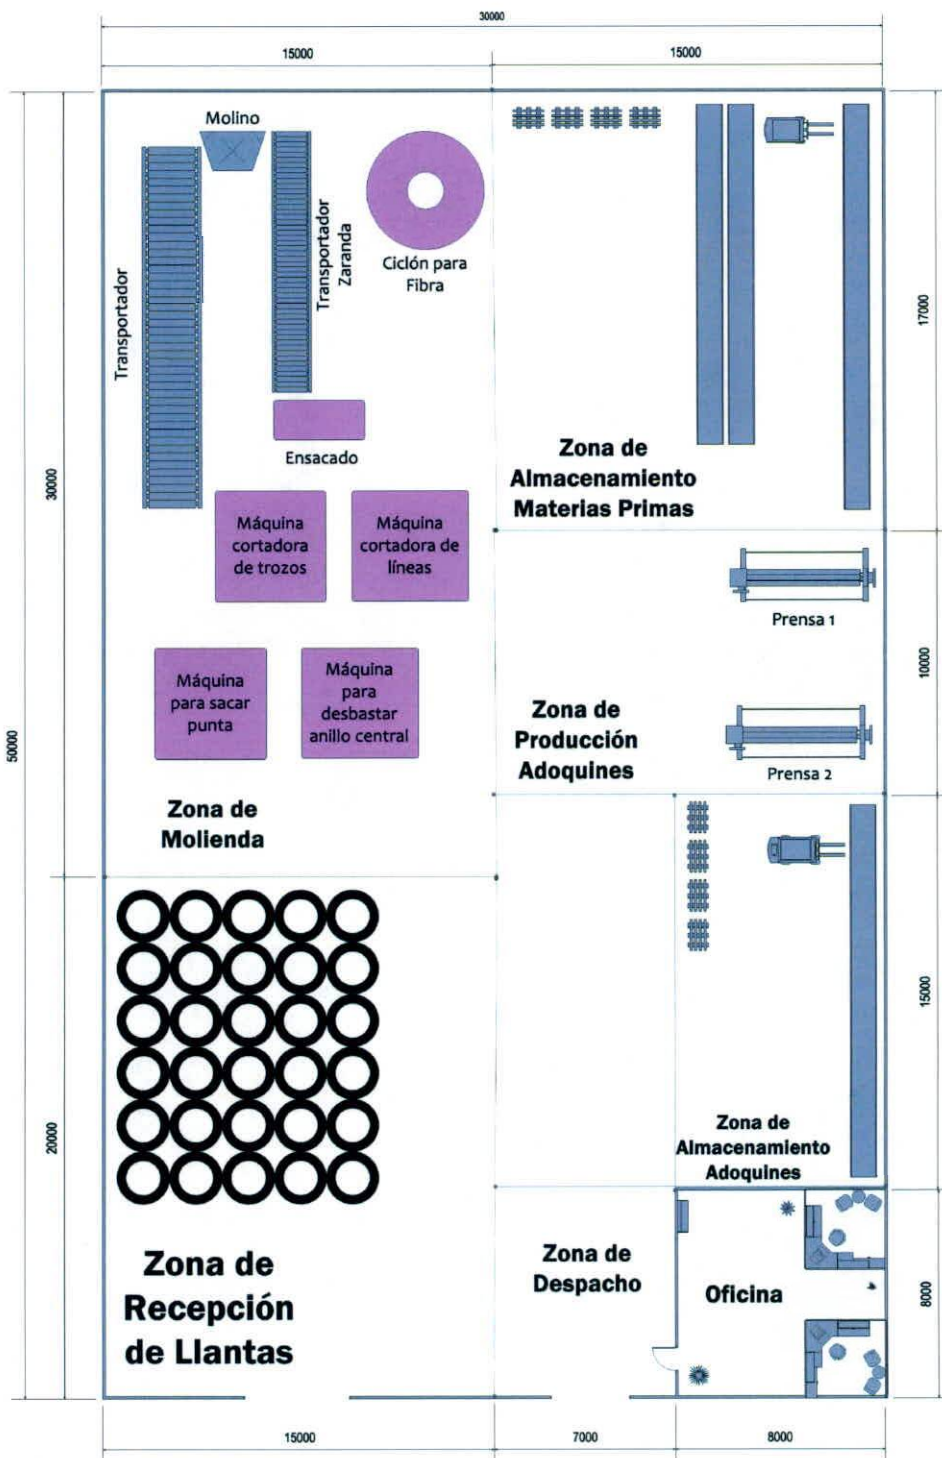 30000
15000
15000
Molino
Transportador
Transportador
Zaranda
Ciclón para
Fibra
Ensacado
Máquina
cortadora
de trozos
Máquina
cortadora de
líneas
Máquina
para sacar
punta
Máquina
para
desbastar
anillo central
Zona de
Molienda
Zona de
Almacenamiento
Materias Primas
Prensa 1
Zona de
Producción
Adoquines
Prensa 2
Zona de
Almacenamiento
Adoquines
Zona de
Recepción
de Llantas
Zona de
Despacho
Oficina
50000
30000
20000
17000
10000
15000
8000
15000
7000
8000